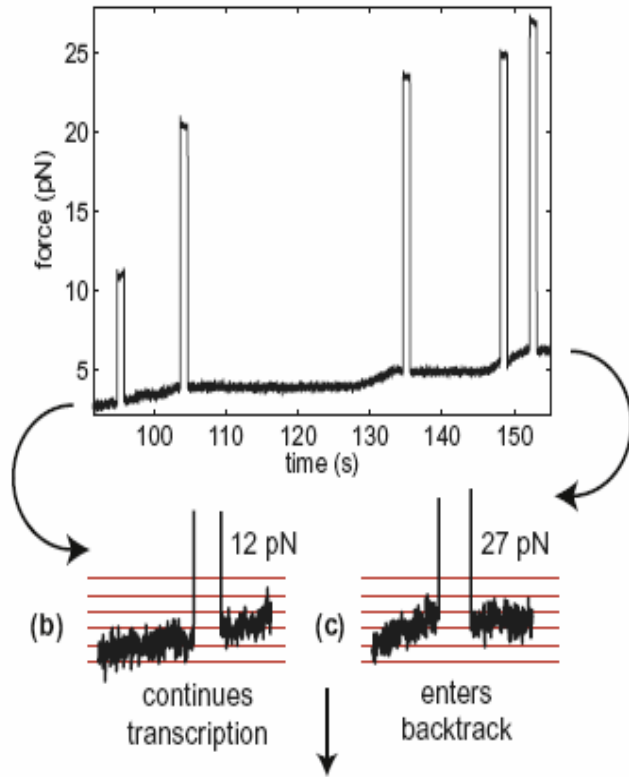 25
20
15
10
5
force (pN)
100 110 120 130 140 150
time (s)
12 pN
27 pN
(b)
(c)
continues
transcription
enters
backtrack